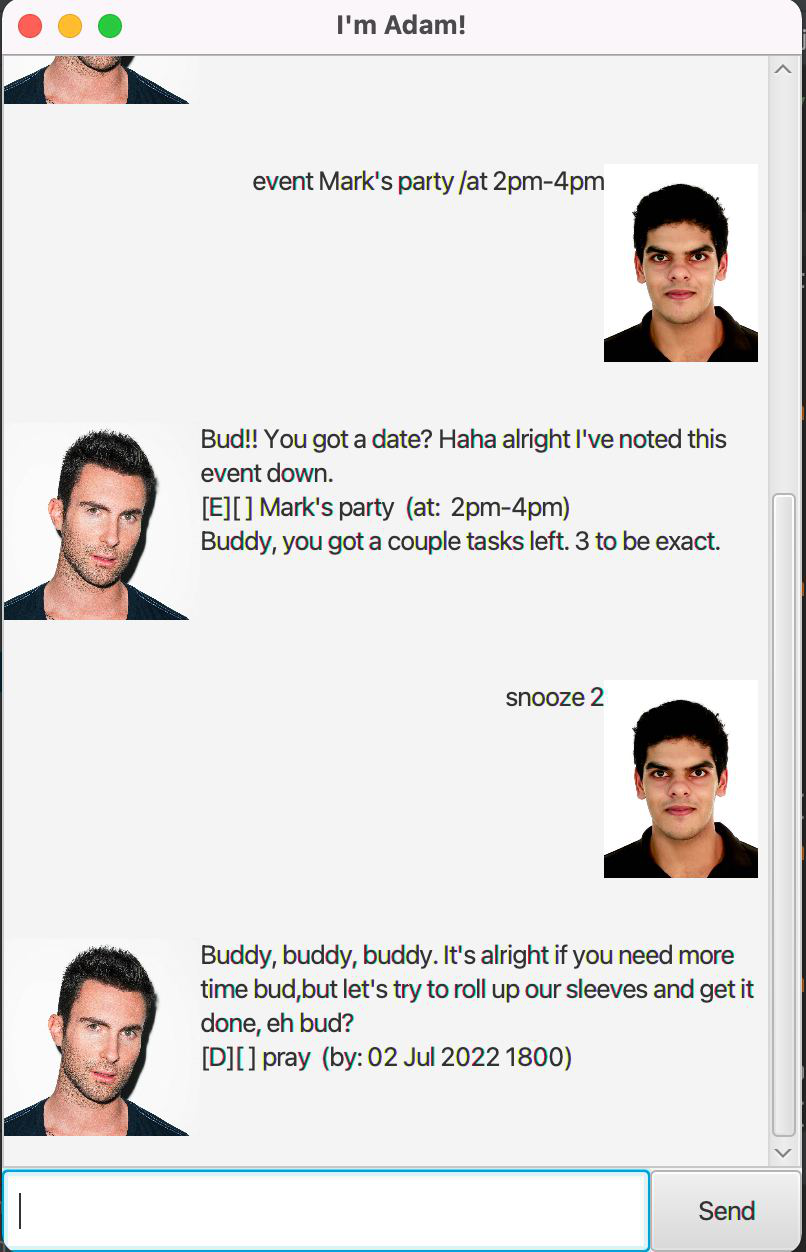 I'm Adam!
event Mark's party /at 2pm-4pm
Bud!! You got a date? Haha alright I've noted this
event down.
[E][ ] Mark's party  (at:  2pm-4pm)
Buddy, you got a couple tasks left. 3 to be exact.
snooze 2
Buddy, buddy, buddy. It's alright if you need more
time bud,but let's try to roll up our sleeves and get it
done, eh bud?
[D][ ] pray  (by: 02 Jul 2022 1800)
Send